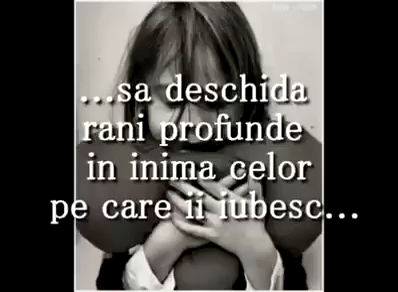 ...sa deschida
rani profunde
in inima celor
pe care ii iubesc...